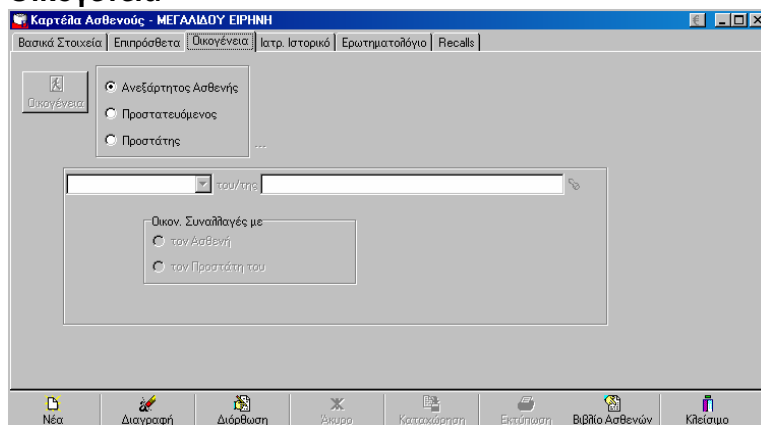 Οικογένεια
Καρτέλα Ασθενούς - ΜΕΓΑΛΙΔΟΥ ΕΙΡΗΝΗ
Βασικά Στοιχεία Επιπρόσθετα Οικογένεια Ιατρ. Ιστορικό Ερωτηματολόγιο Recalls
Οικογένεια
Ανεξάρτητος Ασθενής
Προστατευόμενος
Προστάτης
...
του/της
Οικον. Συναλλαγές με
τον Ασθενή
τον Προστάτη του
Νέα Διαγραφή Διόρθωση Άκυρο Καταχώρηση Εκτύπωση Βιβλίο Ασθενών Κλείσιμο